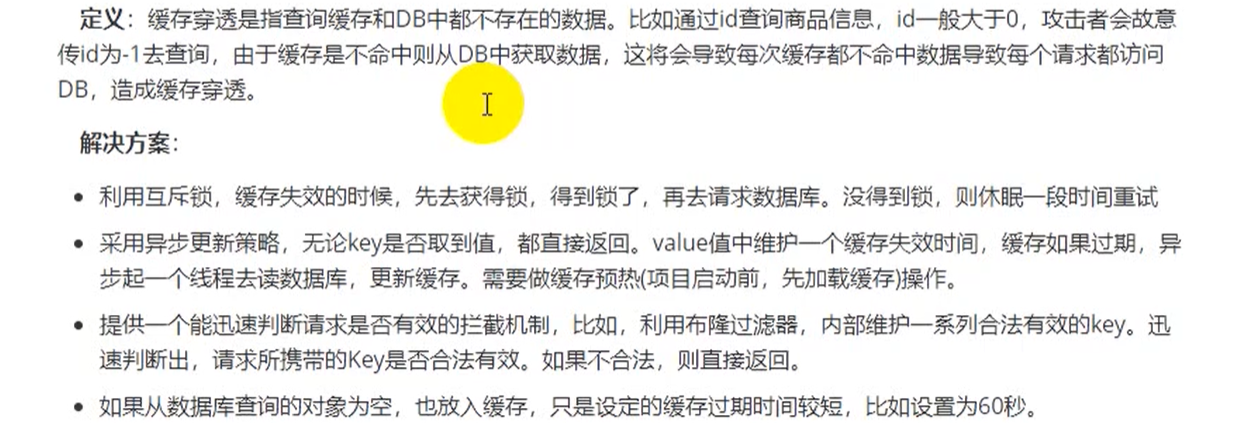 定义：缓存穿透是指查询缓存和DB中都不存在的数据。比如通过id查询商品信息，id一般大于0，攻击者会故意
传id为-1去查询，由于缓存是不命中则从DB中获取数据，这将会导致每次缓存都不命中数据导致每个请求都访问
DB，造成缓存穿透。
解决方案：
• 利用互斥锁，缓存失效的时候，先去获得锁，得到锁了，再去请求数据库。没得到锁，则休眠一段时间重试
• 采用异步更新策略，无论key是否取到值，都直接返回。value值中维护一个缓存失效时间，缓存如果过期，异
步起一个线程去读数据库，更新缓存。需要做缓存预热(项目启动前，先加载缓存)操作。
• 提供一个能迅速判断请求是否有效的拦截机制，比如，利用布隆过滤器，内部维护一系列合法有效的key。迅
速判断出，请求所携带的Key是否合法有效。如果不合法，则直接返回。
• 如果从数据库查询的对象为空，也放入缓存，只是设定的缓存过期时间较短，比如设置为60秒。